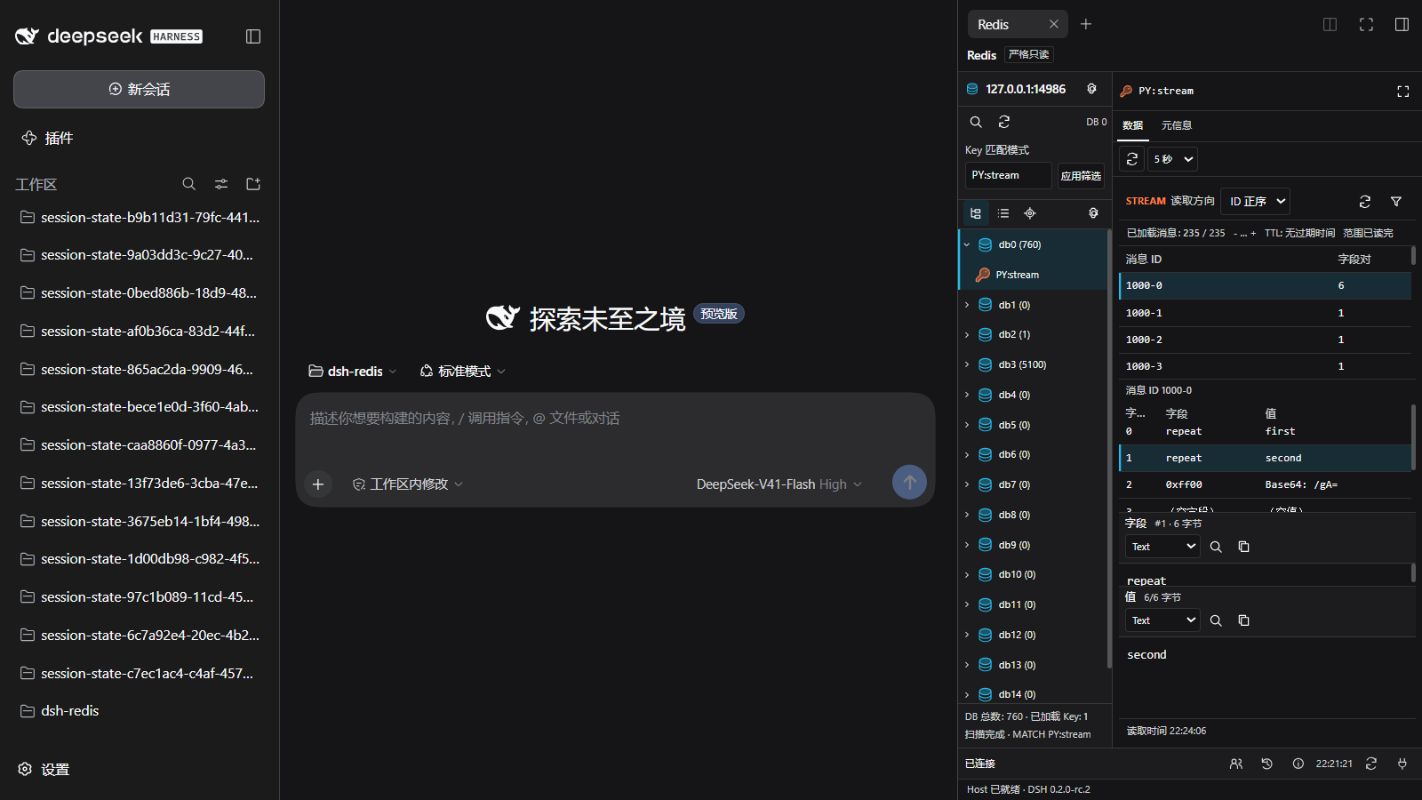 deepseek HARNESS
新会话
插件
工作区
session-state-b9b11d31-79fc-441...
session-state-9a03dd3c-9c27-40...
session-state-0bed886b-18d9-48...
session-state-af0b36ca-83d2-44f...
session-state-865ac2da-9909-46...
session-state-bece1e0d-3f60-4ab...
session-state-caa8860f-0977-4a3...
session-state-13f73de6-3cba-47e...
session-state-3675eb14-1bf4-498...
session-state-1d00db98-c982-4f5...
session-state-97c1b089-11cd-45...
session-state-6c7a92e4-20ec-4b2...
session-state-c7ec1ac4-c4af-457...
dsh-redis
设置
探索未至之境 预览版
dsh-redis 标准模式
描述你想要构建的内容, / 调用指令, @ 文件或对话
工作区内修改
DeepSeek-V41-Flash High
Redis
Redis 严格只读
127.0.0.1:14986
DB 0
Key 匹配模式
PY:stream 应用筛选
db0 (760)
PY:stream
db1 (0)
db2 (1)
db3 (5100)
db4 (0)
db5 (0)
db6 (0)
db7 (0)
db8 (0)
db9 (0)
db10 (0)
db11 (0)
db12 (0)
db13 (0)
db14 (0)
DB 总数: 760 · 已加载 Key: 1
扫描完成 · MATCH PY:stream
PY:stream
数据 元信息
5 秒
STREAM 读取方向 ID 正序
已加载消息: 235 / 235 - ... + TTL: 无过期时间 范围已读完
消息 ID 字段对
1000-0 6
1000-1 1
1000-2 1
1000-3 1
消息 ID 1000-0
字... 字段 值
0 repeat first
1 repeat second
2 0xff00 Base64: /gA=
3 （空字段） （空值）
字段 #1 · 6 字节
Text
repeat
值 6/6 字节
Text
second
读取时间 22:24:06
已连接
22:21:21
Host 已就绪 · DSH 0.2.0-rc.2